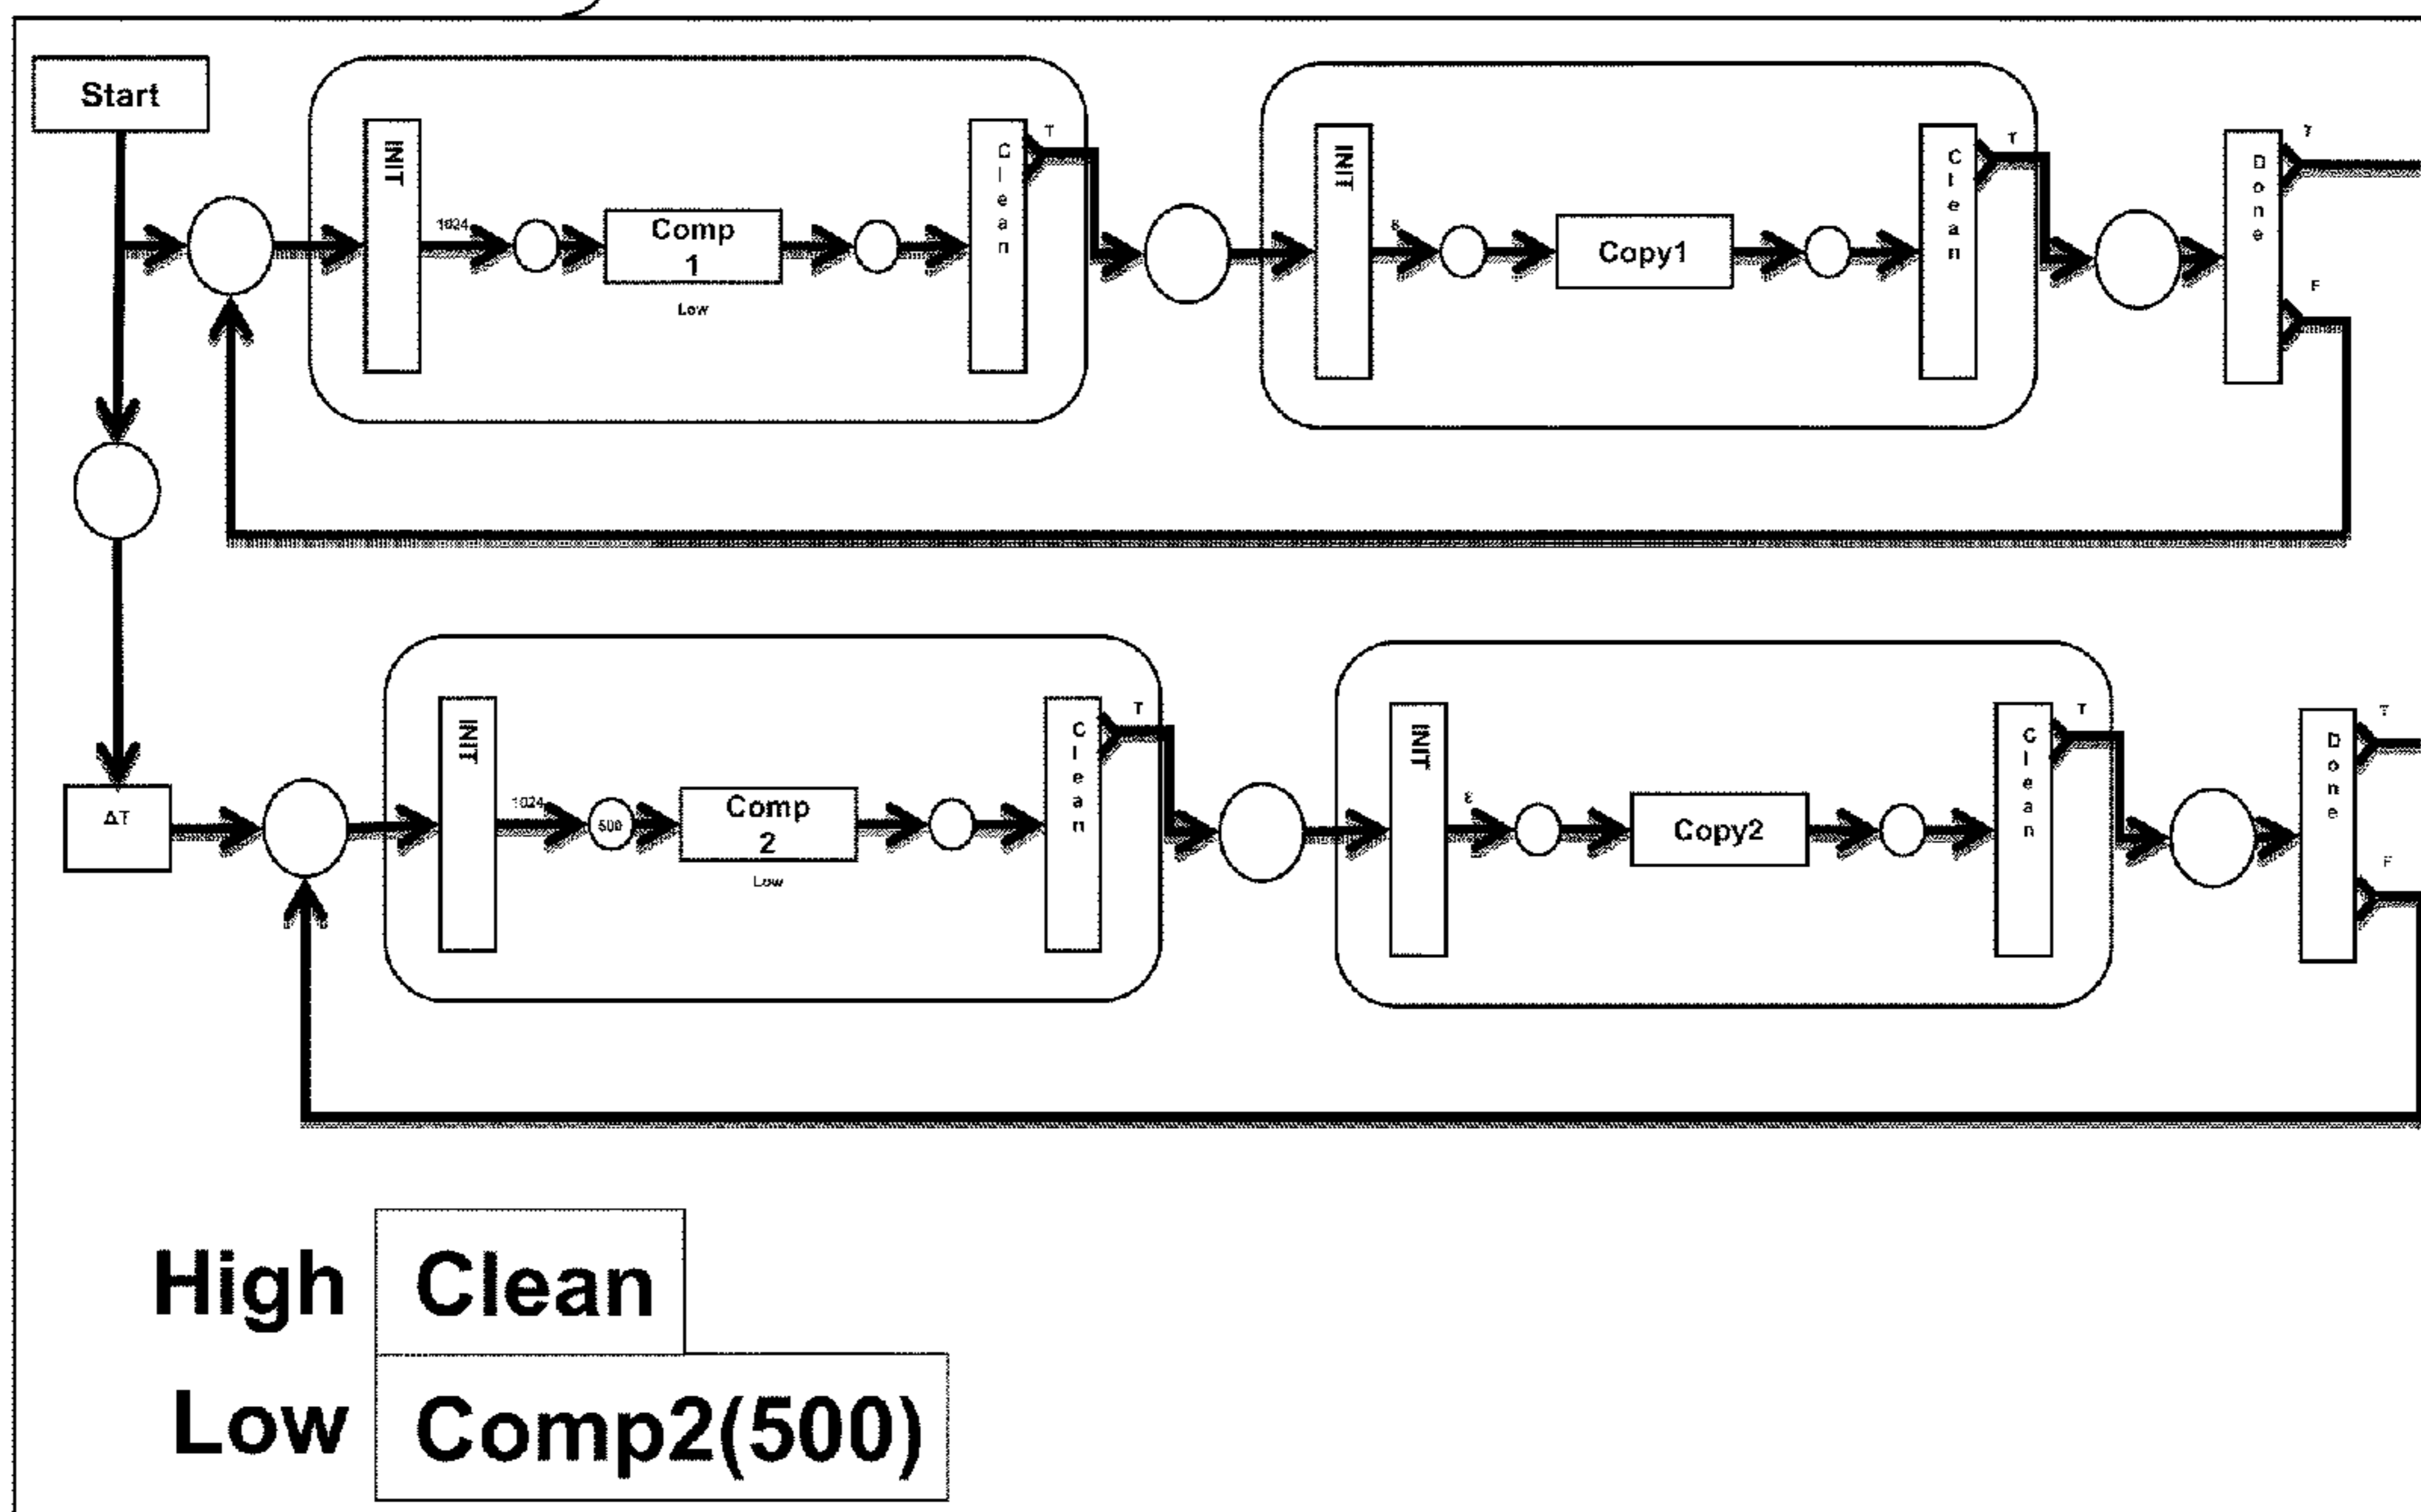 Start
INIT
1024
Comp
1
Low
Clean
T
INIT
ε
Copy1
Clean
T
Done
T
F
ΔT
INIT
1024
500
Comp
2
Low
Clean
T
INIT
ε
Copy2
Clean
T
Done
T
F
High
Clean
Low
Comp2(500)